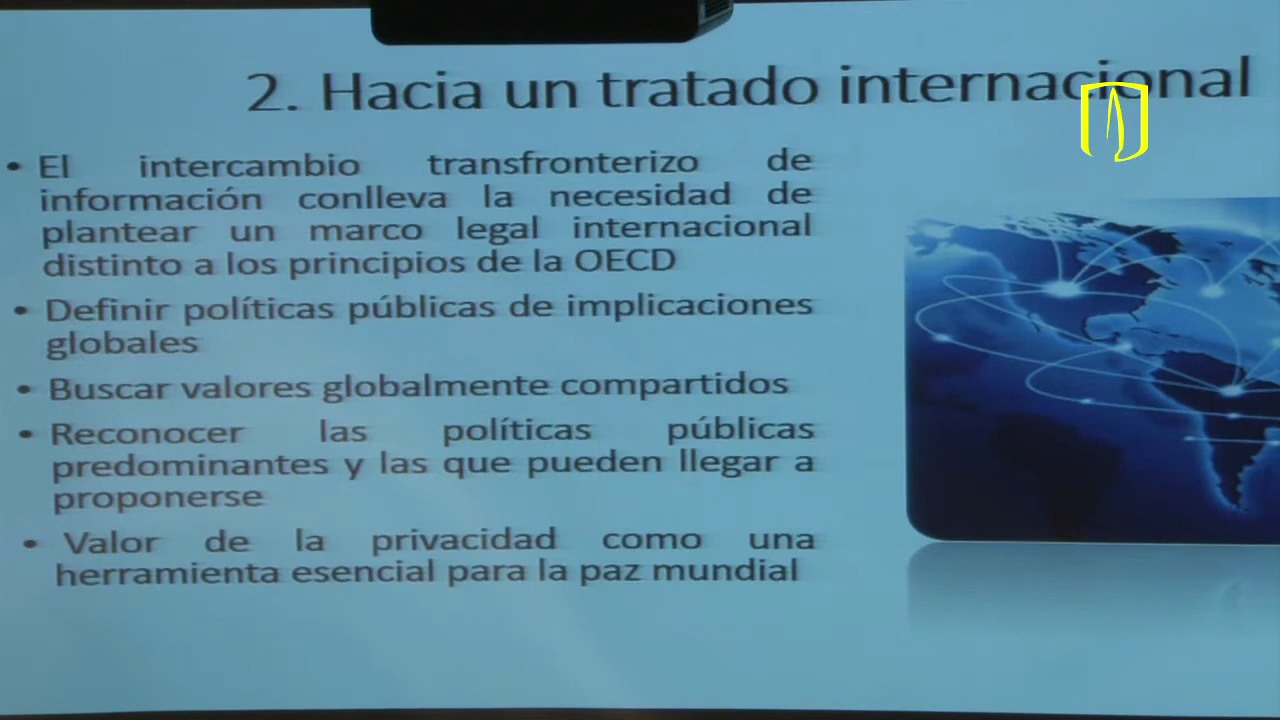 2. Hacia un tratado internacional
• El intercambio transfronterizo de
información conlleva la necesidad de
plantear un marco legal internacional
distinto a los principios de la OECD
• Definir políticas públicas de implicaciones
globales
• Buscar valores globalmente compartidos
• Reconocer las políticas públicas
predominantes y las que pueden llegar a
proponerse
• Valor de la privacidad como una
herramienta esencial para la paz mundial